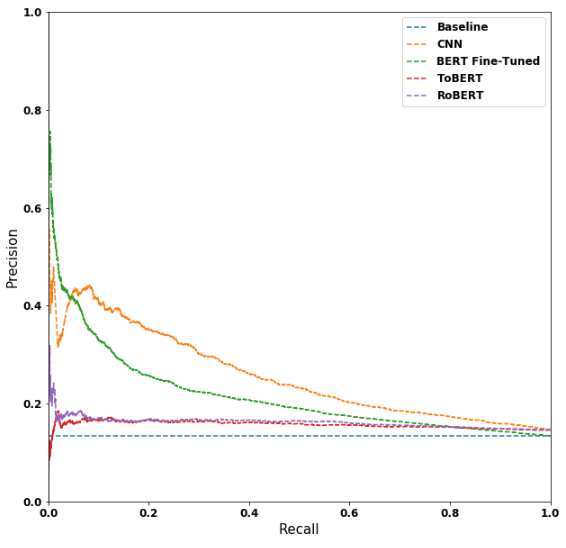 1.0
0.8
0.6
0.4
0.2
0.0
Precision
0.0 0.2 0.4 0.6 0.8 1.0
Recall
Baseline
CNN
BERT Fine-Tuned
ToBERT
RoBERT